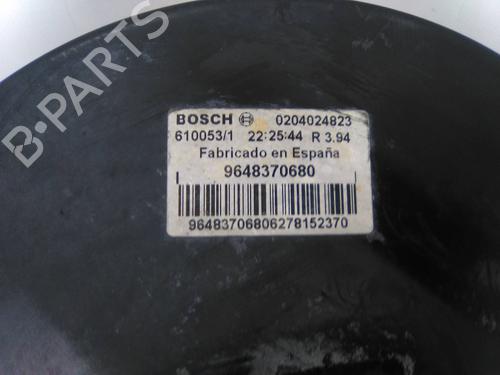 BOSCH 0204024823
610053/1 22:25:44 R 3.94
Fabricado en España
9648370680
96483706806278152370
B-PARTS